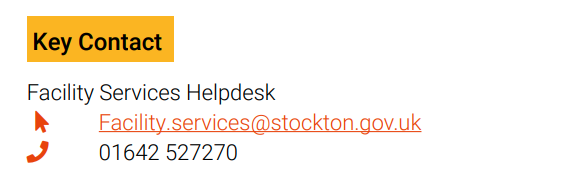 Key Contact
Facility Services Helpdesk
Facility.services@stockton.gov.uk
01642 527270